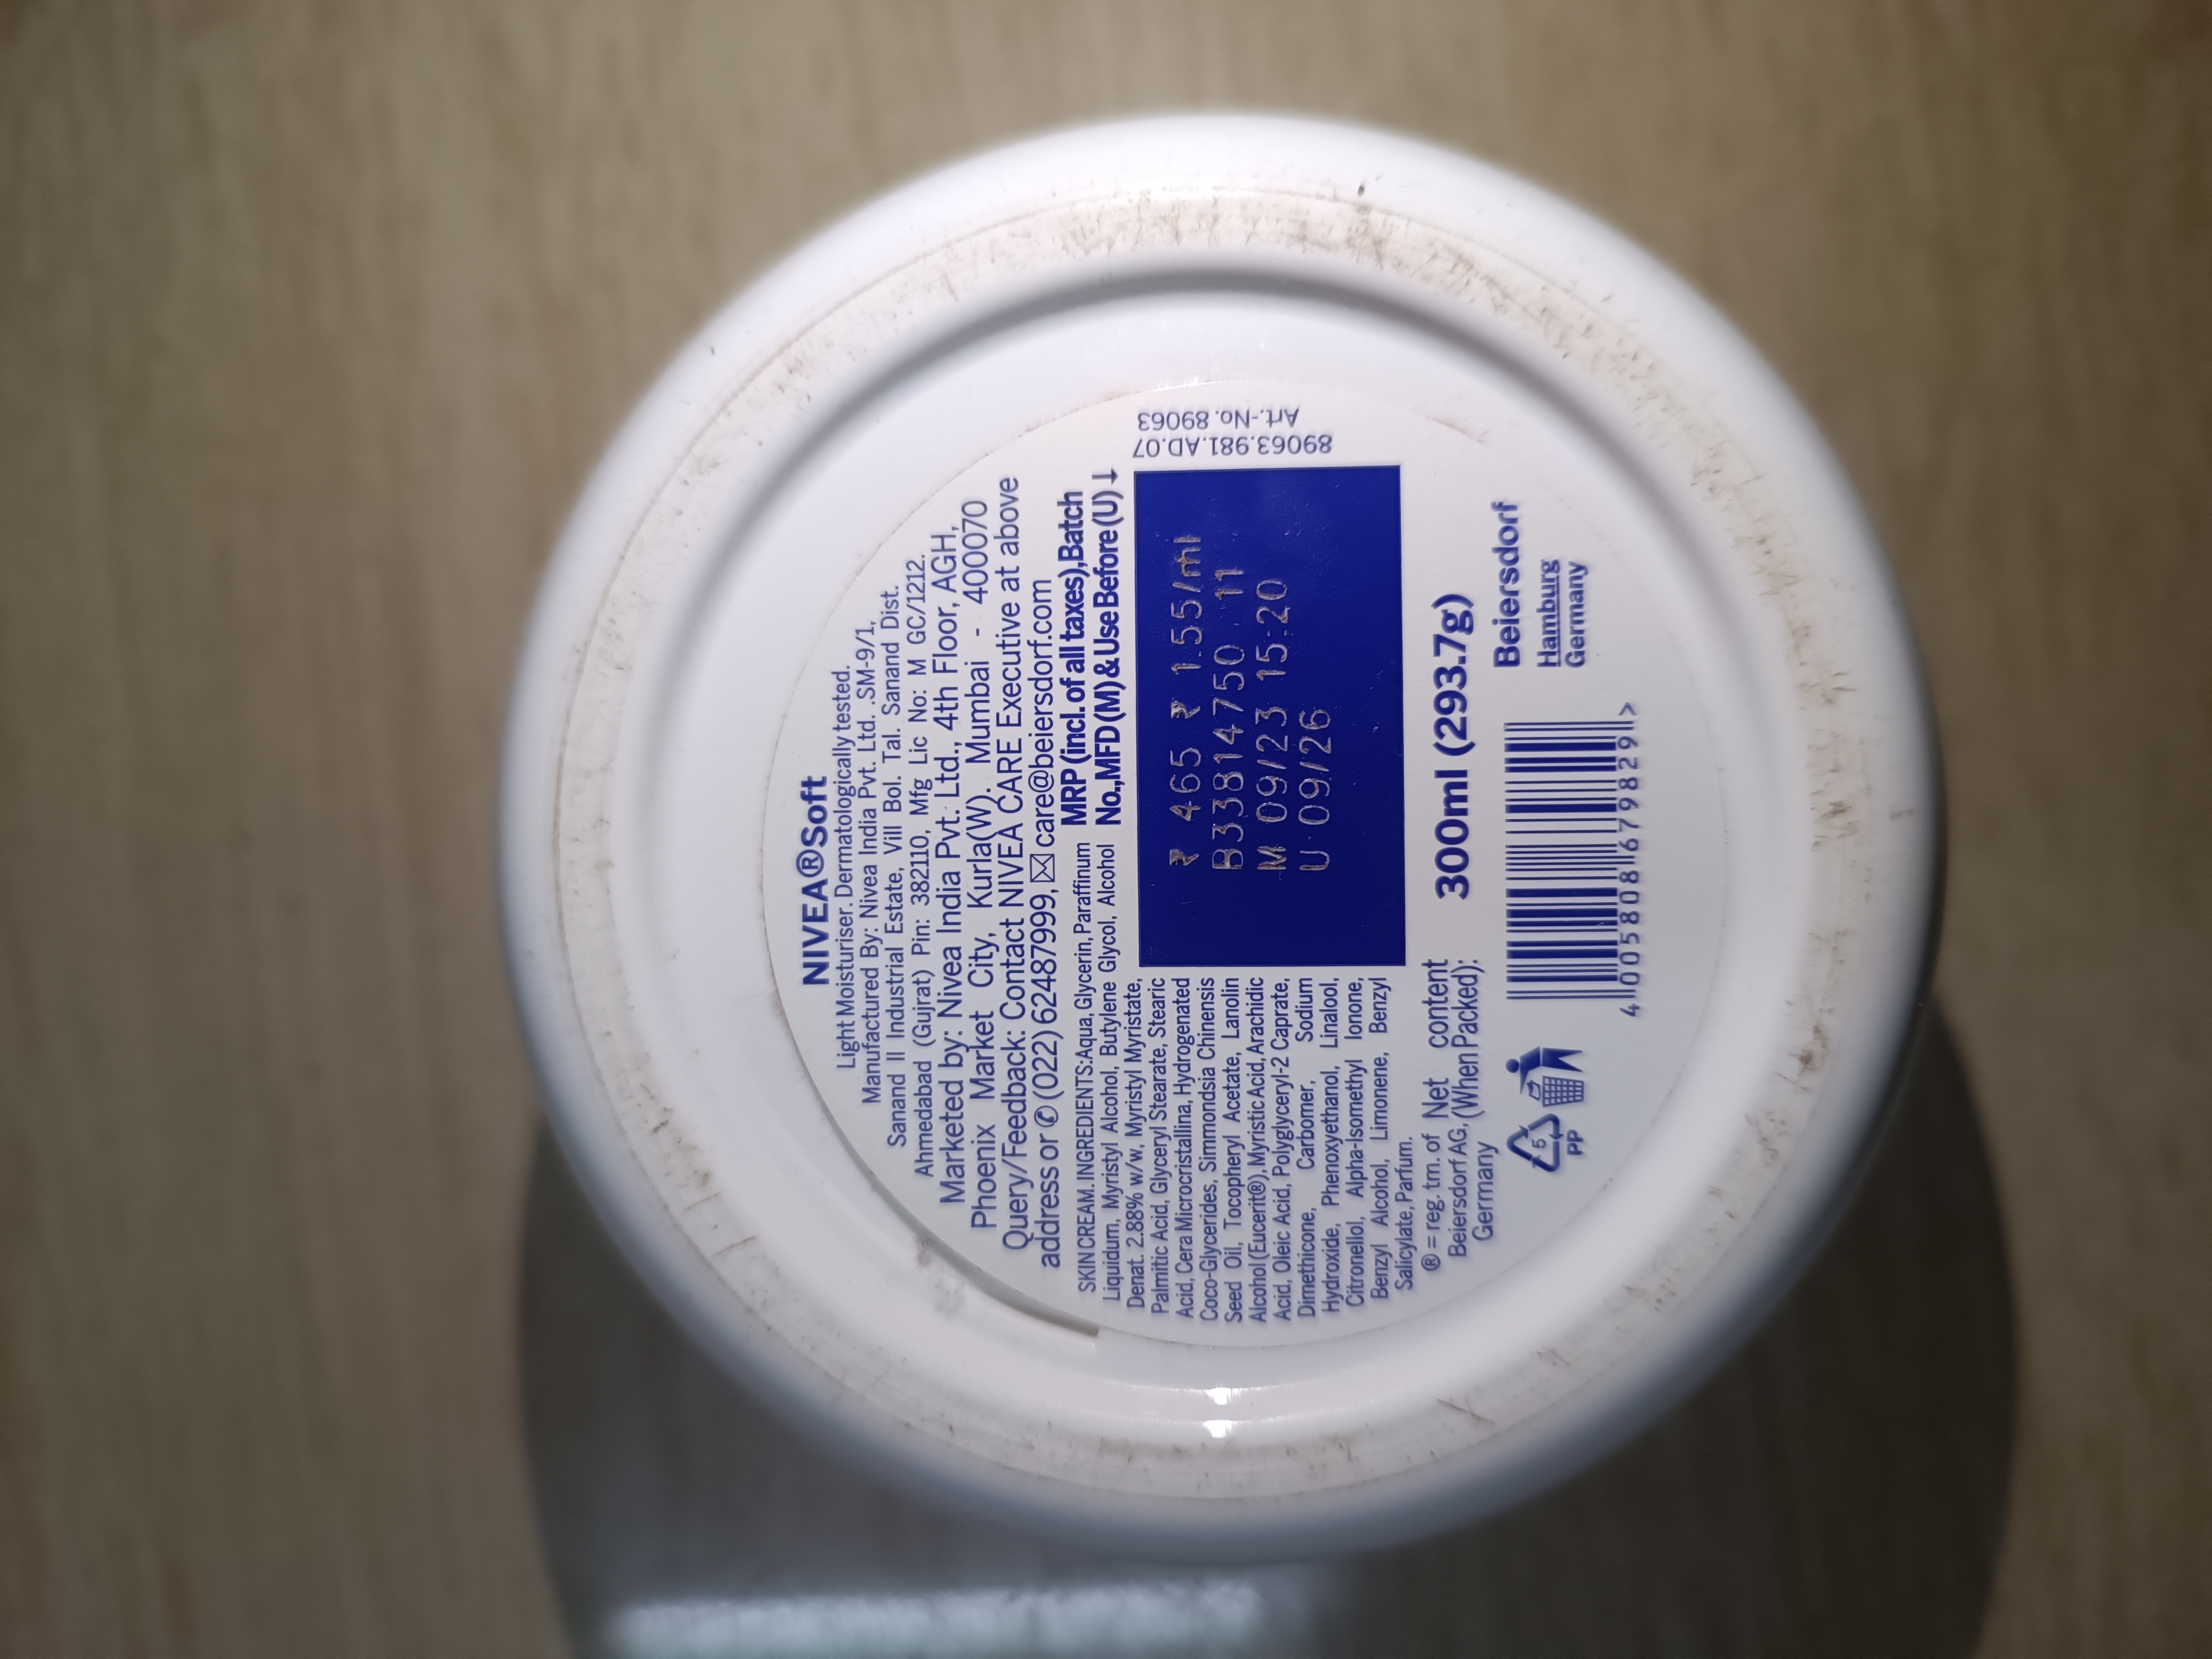 NIVEA®Soft
Light Moisturiser. Dermatologically tested.
Manufactured By: Nivea India Pvt. Ltd. .SM-9/1,
Sanand II Industrial Estate, Vill Bol. Tal. Sanand Dist.
Ahmedabad (Gujrat) Pin: 382110, Mfg Lic No: M GC/1212.
Marketed by: Nivea India Pvt. Ltd., 4th Floor, AGH,
Phoenix Market City, Kurla(W). Mumbai - 400070
Query/Feedback: Contact NIVEA CARE Executive at above
address or ✆ (022) 62487999, ✉ care@beiersdorf.com
SKIN CREAM. INGREDIENTS:Aqua, Glycerin, Paraffinum
Liquidum, Myristyl Alcohol, Butylene Glycol, Alcohol
Denat. 2.88% w/w, Myristyl Myristate,
Palmitic Acid, Glyceryl Stearate, Stearic
Acid, Cera Microcristallina, Hydrogenated
Coco-Glycerides, Simmondsia Chinensis
Seed Oil, Tocopheryl Acetate, Lanolin
Alcohol (Eucerit®), Myristic Acid, Arachidic
Acid, Oleic Acid, Polyglyceryl-2 Caprate,
Dimethicone, Carbomer, Sodium
Hydroxide, Phenoxyethanol, Linalool,
Citronellol, Alpha-Isomethyl Ionone,
Benzyl Alcohol, Limonene, Benzyl
Salicylate, Parfum.
MRP (incl. of all taxes),Batch
No.,MFD (M) & Use Before (U) ↓
₹ 465 ₹ 1.55/ml
B33814750 11
M 09/23 15:20
U 09/26
89063.981.AD.07
Art.-No. 89063
® = reg. tm. of
Beiersdorf AG,
Germany
Net content
(When Packed):
300ml (293.7g)
5
PP
4 005808 679829 >
Beiersdorf
Hamburg
Germany